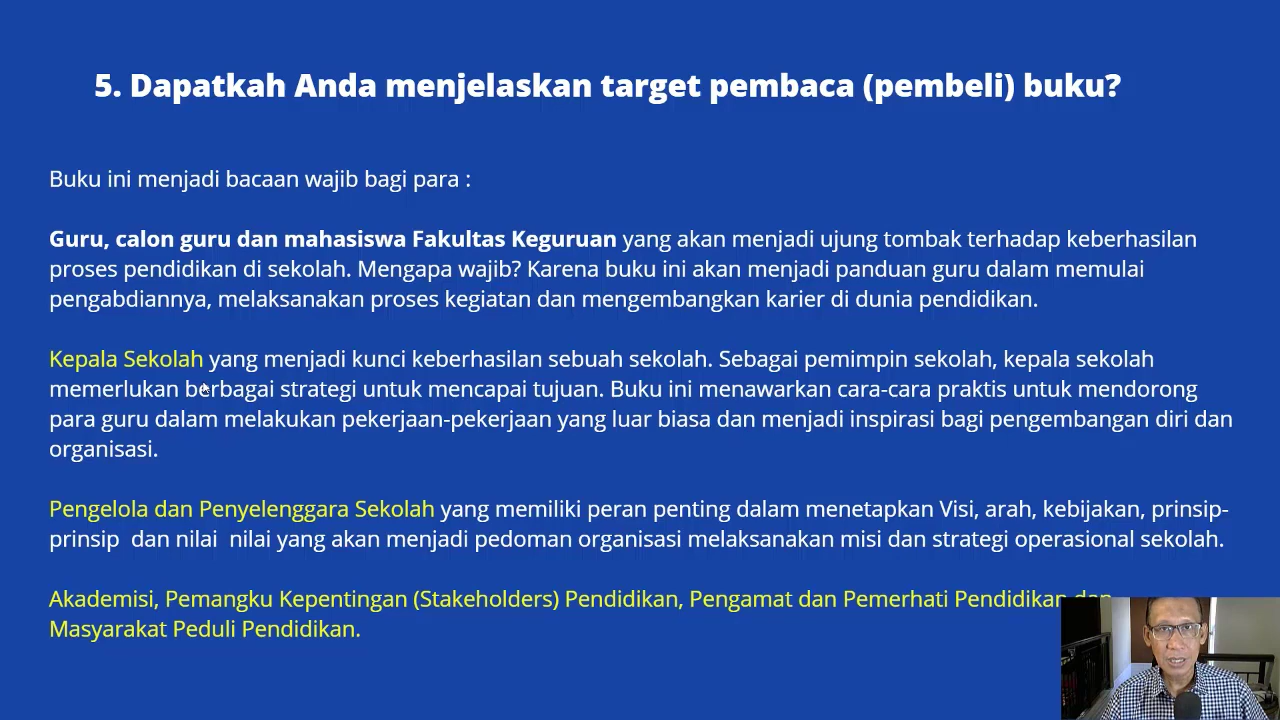 5. Dapatkah Anda menjelaskan target pembaca (pembeli) buku?
Buku ini menjadi bacaan wajib bagi para :
Guru, calon guru dan mahasiswa Fakultas Keguruan yang akan menjadi ujung tombak terhadap keberhasilan
proses pendidikan di sekolah. Mengapa wajib? Karena buku ini akan menjadi panduan guru dalam memulai
pengabdiannya, melaksanakan proses kegiatan dan mengembangkan karier di dunia pendidikan.
Kepala Sekolah yang menjadi kunci keberhasilan sebuah sekolah. Sebagai pemimpin sekolah, kepala sekolah
memerlukan berbagai strategi untuk mencapai tujuan. Buku ini menawarkan cara-cara praktis untuk mendorong
para guru dalam melakukan pekerjaan-pekerjaan yang luar biasa dan menjadi inspirasi bagi pengembangan diri dan
organisasi.
Pengelola dan Penyelenggara Sekolah yang memiliki peran penting dalam menetapkan Visi, arah, kebijakan, prinsip-
prinsip dan nilai nilai yang akan menjadi pedoman organisasi melaksanakan misi dan strategi operasional sekolah.
Akademisi, Pemangku Kepentingan (Stakeholders) Pendidikan, Pengamat dan Pemerhati Pendidikan dan
Masyarakat Peduli Pendidikan.